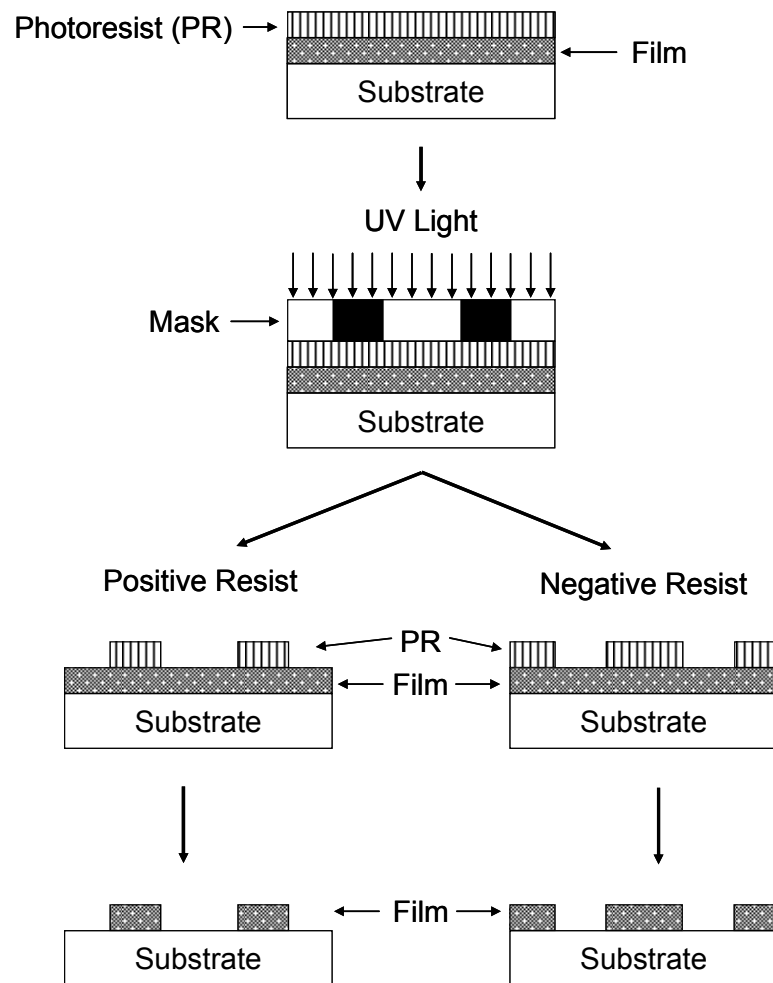 Photoresist (PR)
Film
Substrate
UV Light
Mask
Substrate
Positive Resist
Negative Resist
PR
Film
Substrate
Substrate
Film
Substrate
Substrate